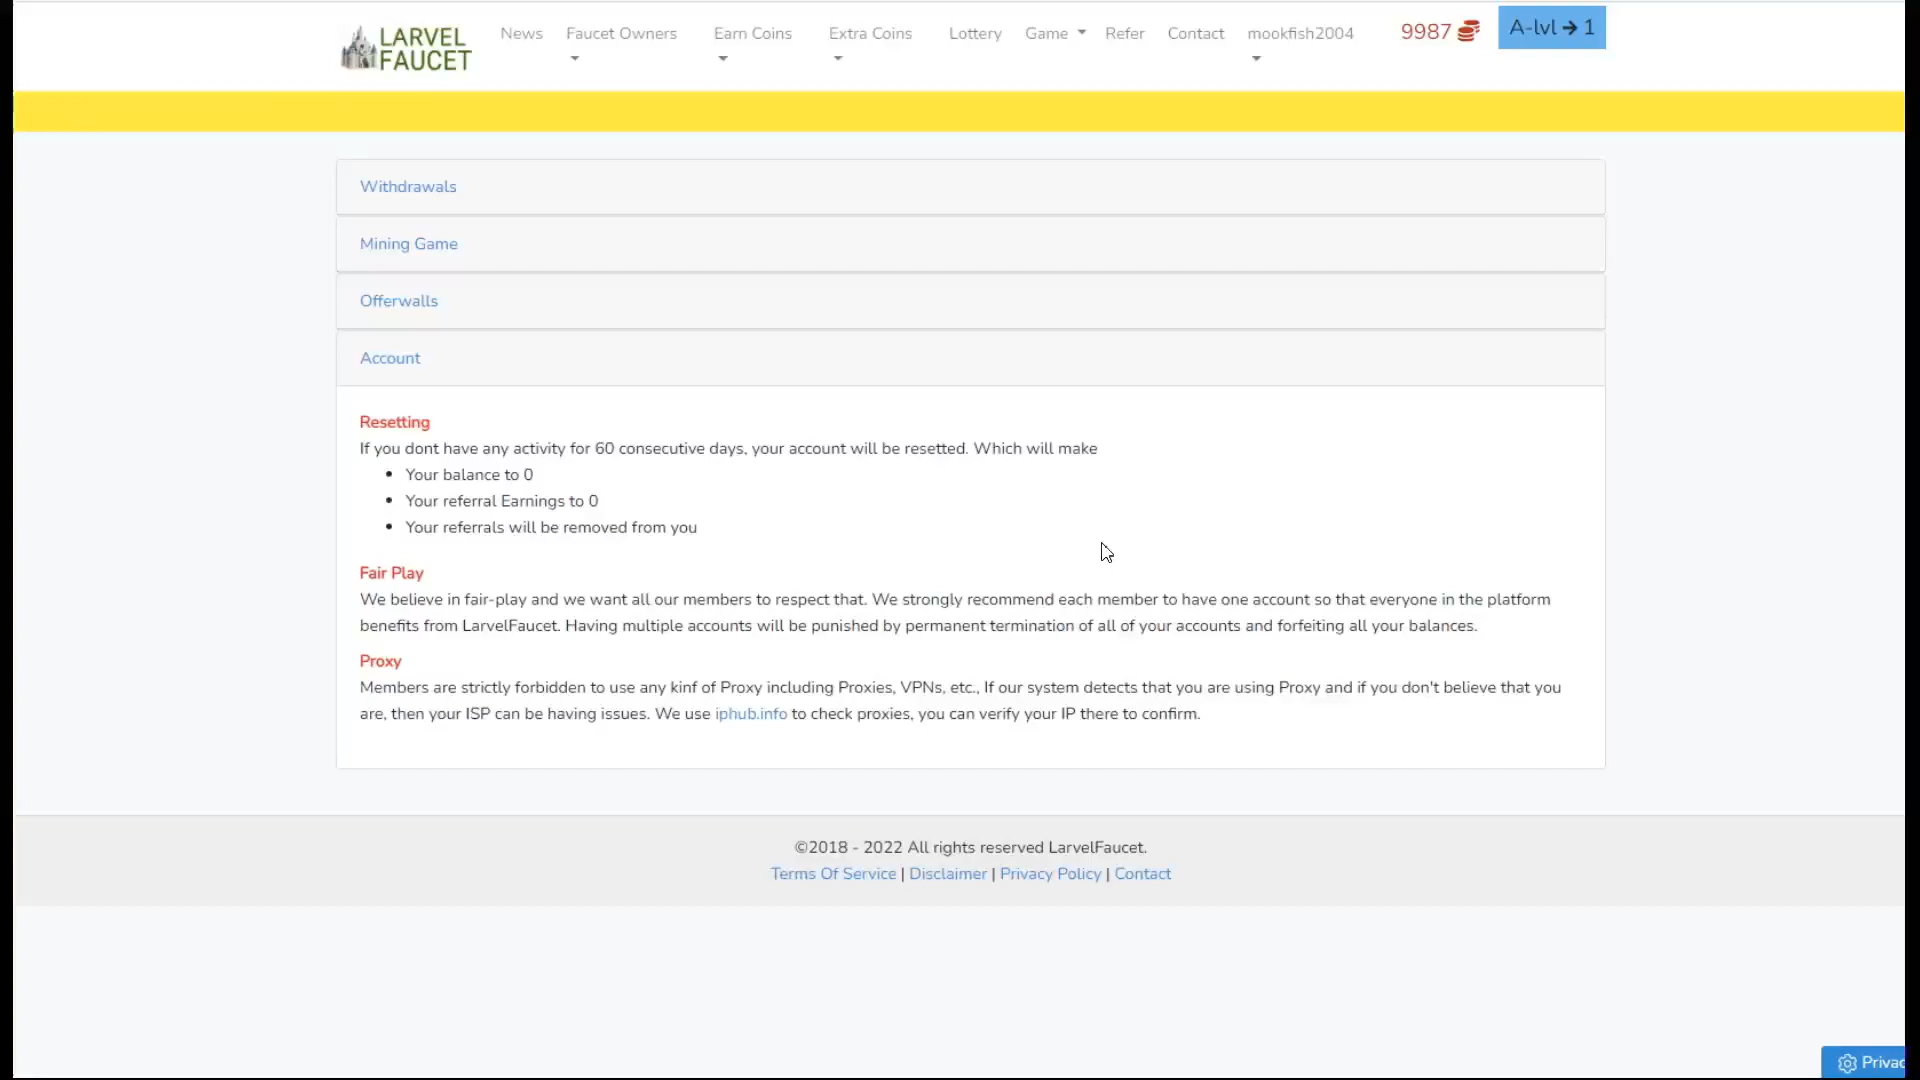 LARVEL
FAUCET
News
Faucet Owners
Earn Coins
Extra Coins
Lottery
Game
Refer
Contact
mookfish2004
9987
A-lvl → 1
Withdrawals
Mining Game
Offerwalls
Account
Resetting
If you dont have any activity for 60 consecutive days, your account will be resetted. Which will make
• Your balance to 0
• Your referral Earnings to 0
• Your referrals will be removed from you
Fair Play
We believe in fair-play and we want all our members to respect that. We strongly recommend each member to have one account so that everyone in the platform
benefits from LarvelFaucet. Having multiple accounts will be punished by permanent termination of all of your accounts and forfeiting all your balances.
Proxy
Members are strictly forbidden to use any kinf of Proxy including Proxies, VPNs, etc., If our system detects that you are using Proxy and if you don't believe that you
are, then your ISP can be having issues. We use iphub.info to check proxies, you can verify your IP there to confirm.
©2018 - 2022 All rights reserved LarvelFaucet.
Terms Of Service | Disclaimer | Privacy Policy | Contact
Privac